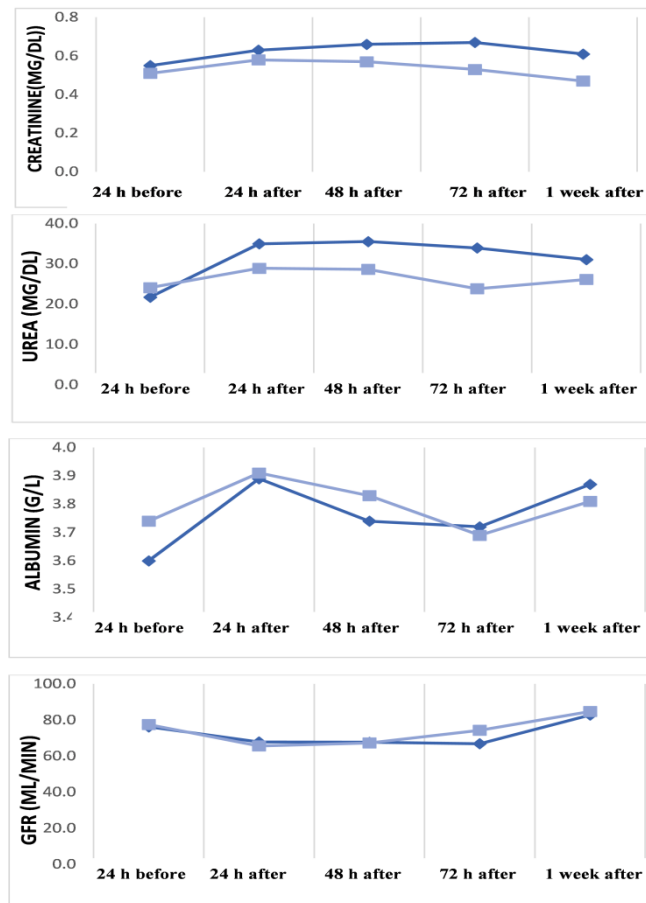 CREATININE(MG/DL))
0.8
0.6
0.4
0.2
0.0
24 h before 24 h after 48 h after 72 h after 1 week after
UREA (MG/DL)
40.0
30.0
20.0
10.0
0.0
24 h before 24 h after 48 h after 72 h after 1 week after
ALBUMIN (G/L)
4.0
3.9
3.8
3.7
3.6
3.5
3.4
24 h before 24 h after 48 h after 72 h after 1 week after
GFR (ML/MIN)
100.0
80.0
60.0
40.0
20.0
0.0
24 h before 24 h after 48 h after 72 h after 1 week after